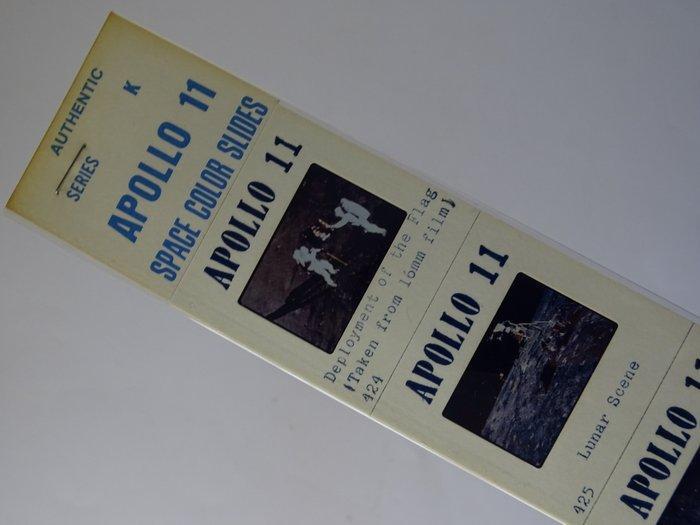 AUTHENTIC
K
SERIES
APOLLO 11
SPACE COLOR SLIDES
APOLLO 11
Deployment of the Flag
(Taken from 16mm film)
424
APOLLO 11
425 Lunar Scene
APOLLO 11